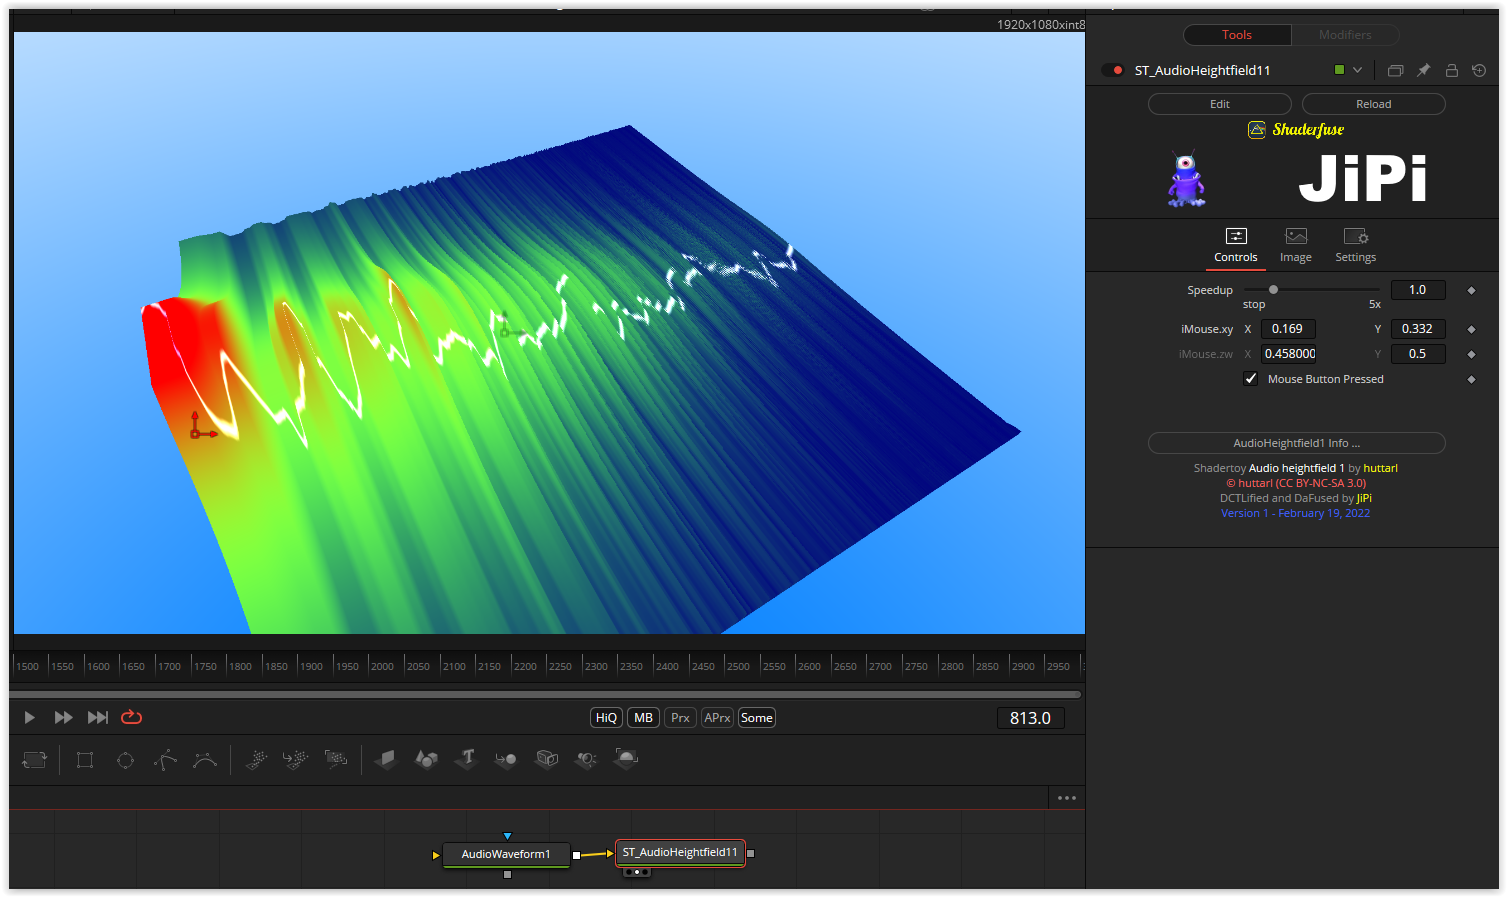 1920x1080xint8
Tools Modifiers
ST_AudioHeightfield11
Edit Reload
Shaderfuse
JiPi
Controls Image Settings
Speedup 1.0
stop 5x
iMouse.xy X 0.169 Y 0.332
iMouse.zw X 0.458000 Y 0.5
Mouse Button Pressed
AudioHeightfield1 Info ...
Shadertoy Audio heightfield 1 by huttarl
© huttarl (CC BY-NC-SA 3.0)
DCTLified and DaFused by JiPi
Version 1 - February 19, 2022
1500 1550 1600 1650 1700 1750 1800 1850 1900 1950 2000 2050 2100 2150 2200 2250 2300 2350 2400 2450 2500 2550 2600 2650 2700 2750 2800 2850 2900 2950
HiQ MB Prx APrx Some 813.0
T
AudioWaveform1 ST_AudioHeightfield11